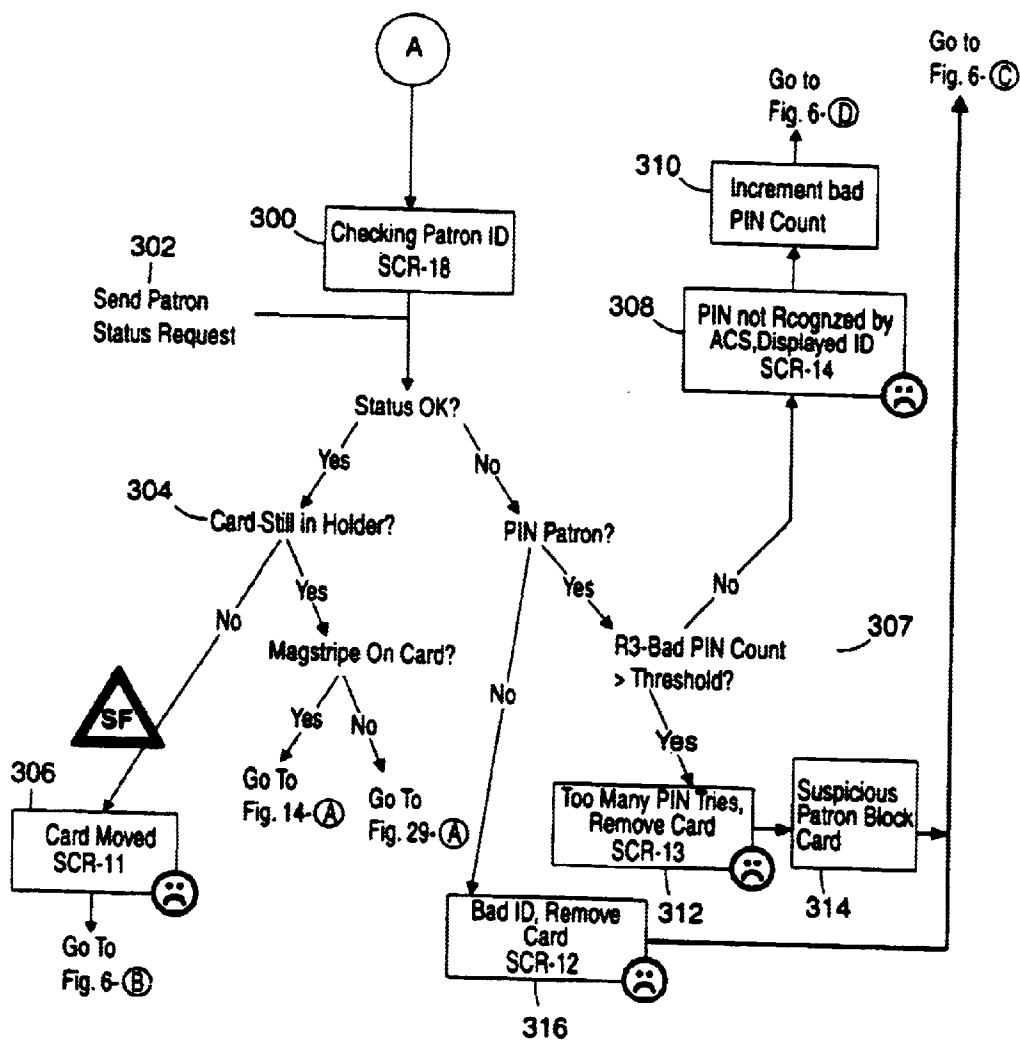 A
Go to
Fig. 6-Ⓒ
Go to
Fig. 6-Ⓓ
310
Increment bad
PIN Count
300
Checking Patron ID
SCR-18
302
Send Patron
Status Request
308
PIN not Rcognzed by
ACS,Displayed ID
SCR-14
Status OK?
Yes
No
304
Card-Still in Holder?
PIN Patron?
No
Yes
Yes
No
Magstripe On Card?
R3-Bad PIN Count
> Threshold?
307
SF
Yes
No
No
Yes
306
Card Moved
SCR-11
Go To
Fig. 14-Ⓐ
Go To
Fig. 29-Ⓐ
Too Many PIN Tries,
Remove Card
SCR-13
312
Suspicious
Patron Block
Card
314
Bad ID, Remove
Card
SCR-12
316
Go To
Fig. 6-Ⓑ